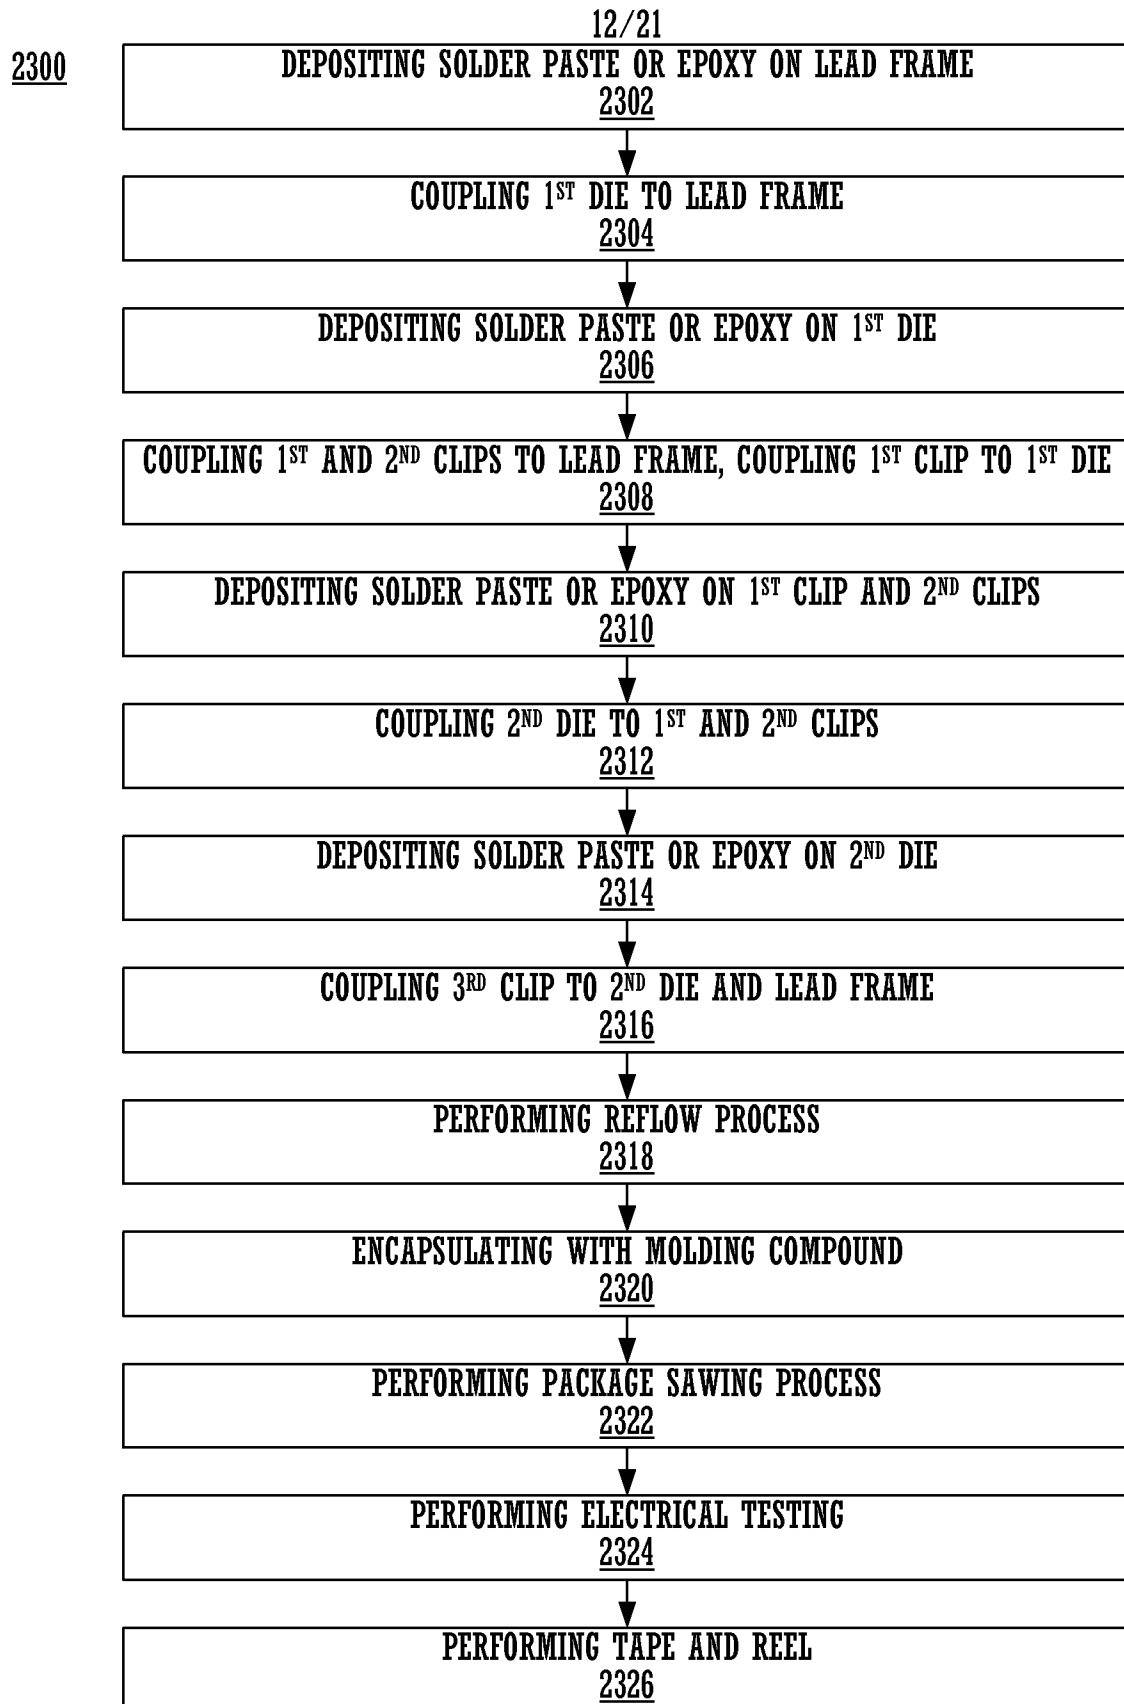 12/21
2300
DEPOSITING SOLDER PASTE OR EPOXY ON LEAD FRAME
2302
COUPLING 1ST DIE TO LEAD FRAME
2304
DEPOSITING SOLDER PASTE OR EPOXY ON 1ST DIE
2306
COUPLING 1ST AND 2ND CLIPS TO LEAD FRAME, COUPLING 1ST CLIP TO 1ST DIE
2308
DEPOSITING SOLDER PASTE OR EPOXY ON 1ST CLIP AND 2ND CLIPS
2310
COUPLING 2ND DIE TO 1ST AND 2ND CLIPS
2312
DEPOSITING SOLDER PASTE OR EPOXY ON 2ND DIE
2314
COUPLING 3RD CLIP TO 2ND DIE AND LEAD FRAME
2316
PERFORMING REFLOW PROCESS
2318
ENCAPSULATING WITH MOLDING COMPOUND
2320
PERFORMING PACKAGE SAWING PROCESS
2322
PERFORMING ELECTRICAL TESTING
2324
PERFORMING TAPE AND REEL
2326